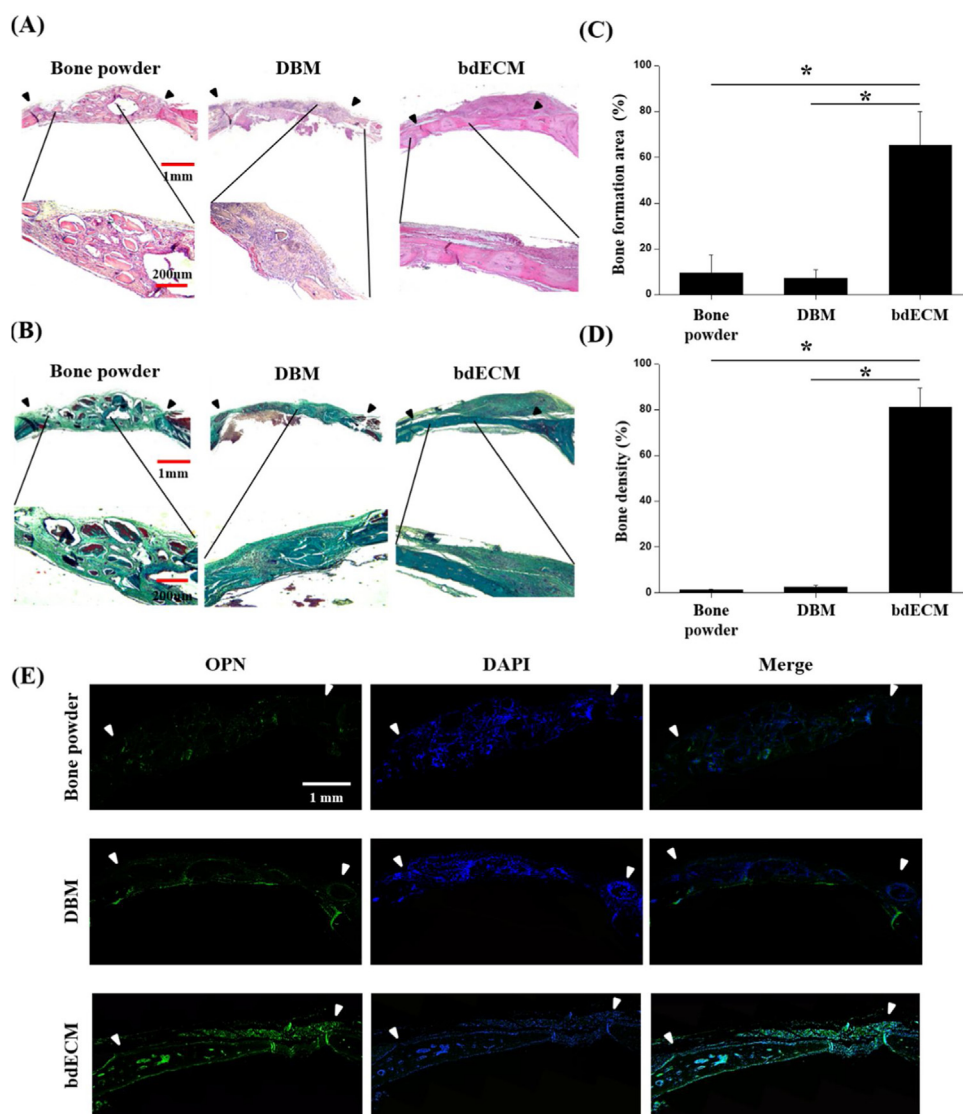 (A)
Bone powder DBM bdECM
1mm
200um
(B)
Bone powder DBM bdECM
1mm
200um
(C)
Bone formation area (%)
100
80
60
40
20
0
* 
*
Bone powder DBM bdECM
(D)
Bone density (%)
100
80
60
40
20
0
*
*
Bone powder DBM bdECM
(E)
OPN DAPI Merge
Bone powder
1 mm
DBM
bdECM